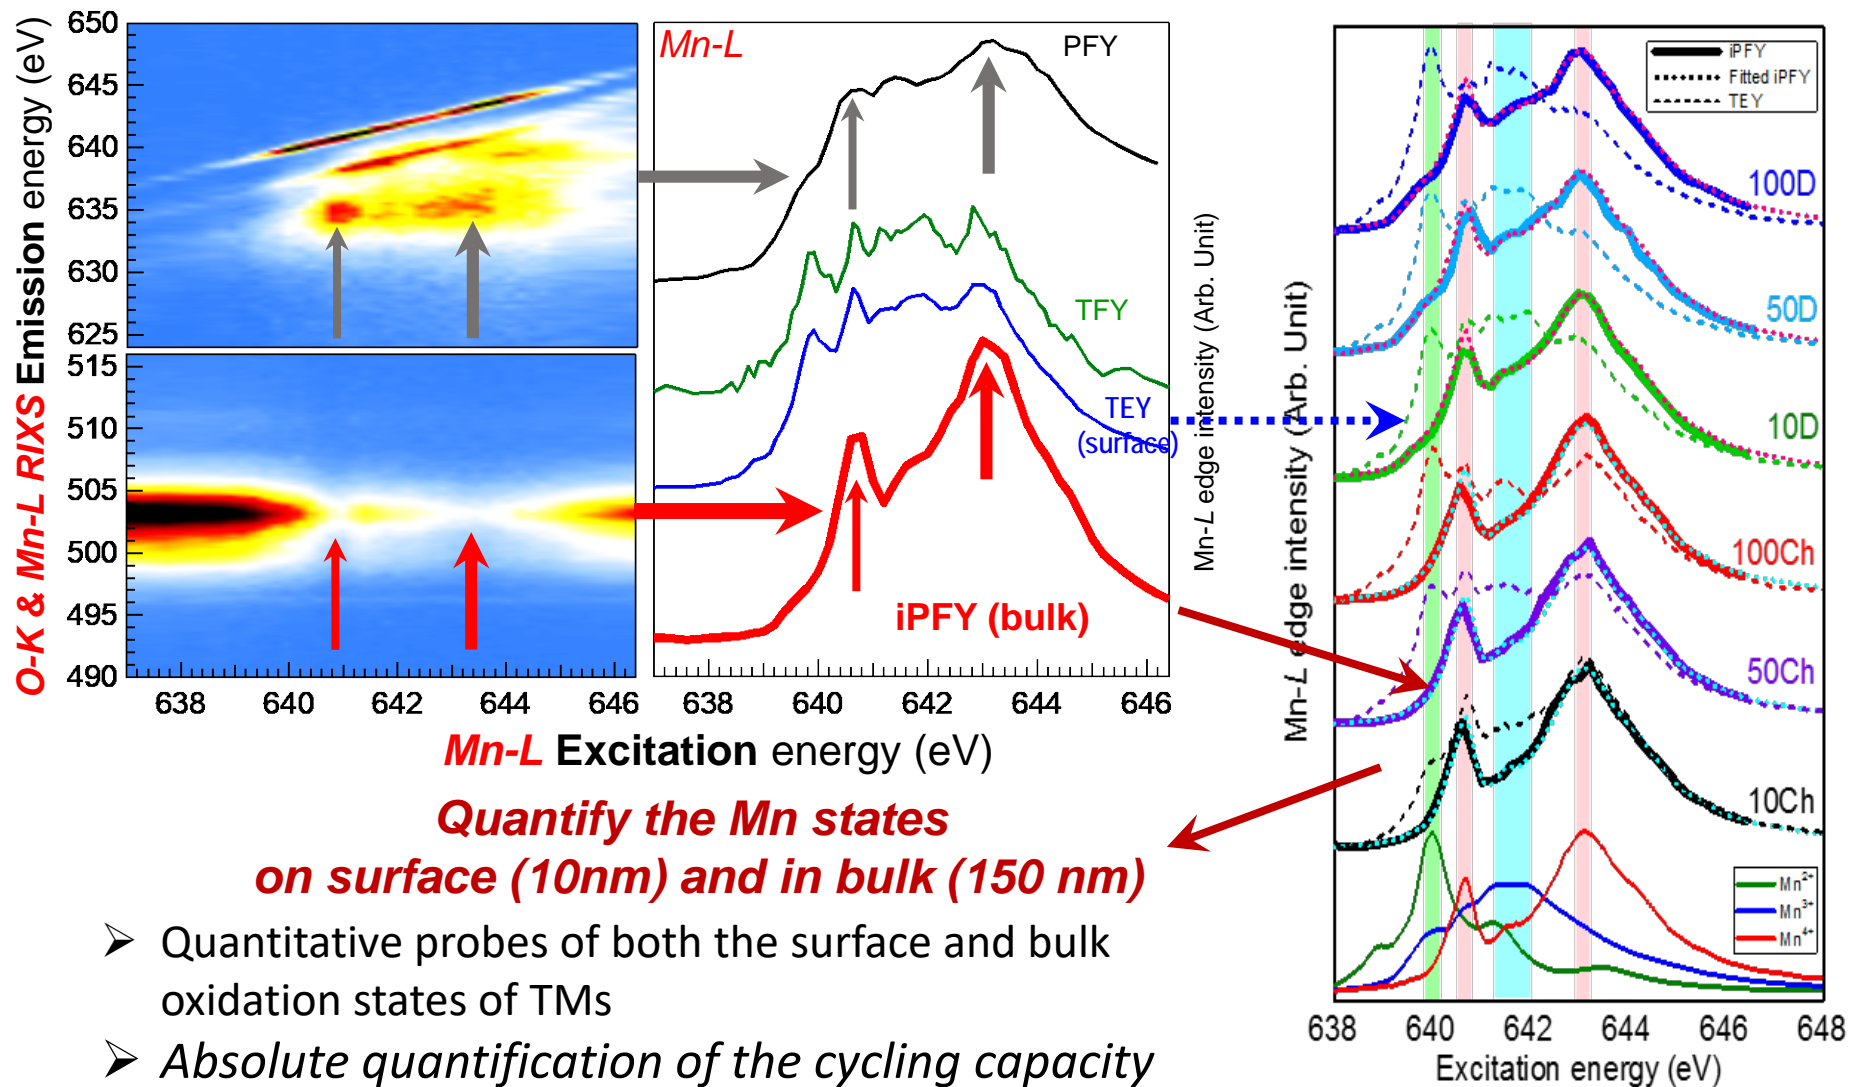 O-K & Mn-L RIXS Emission energy (eV)
650
645
640
635
630
625
515
510
505
500
495
490
638
640
642
644
646
Mn-L
PFY
TFY
TEY
(surface)
iPFY (bulk)
638
640
642
644
646
Mn-L Excitation energy (eV)
Mn-L edge intensity (Arb. Unit)
Mn-L edge intensity (Arb. Unit)
iPFY
Fitted iPFY
TEY
100D
50D
10D
100Ch
50Ch
10Ch
Mn2+
Mn3+
Mn4+
638
640
642
644
646
648
Excitation energy (eV)
Quantify the Mn states
on surface (10nm) and in bulk (150 nm)
➢ Quantitative probes of both the surface and bulk
oxidation states of TMs
➢ Absolute quantification of the cycling capacity